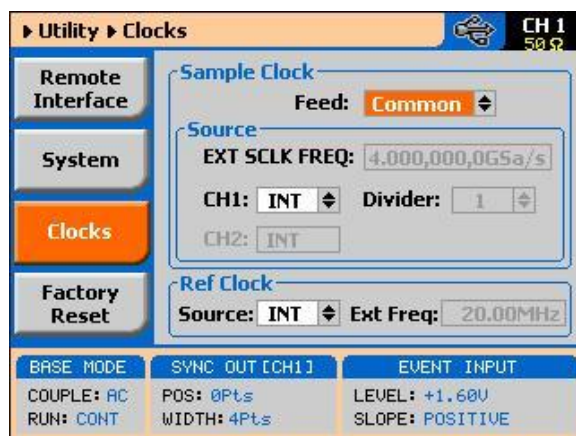 ▸ Utility ▸ Clocks
CH 1
50 Ω
Remote
Interface
System
Clocks
Factory
Reset
Sample Clock
Feed: Common
Source
EXT SCLK FREQ: 4.000,000,0GSa/s
CH1: INT Divider: 1
CH2: INT
Ref Clock
Source: INT Ext Freq: 20.00MHz
BASE MODE
COUPLE: AC
RUN: CONT
SYNC OUT [CH1]
POS: 0Pts
WIDTH: 4Pts
EVENT INPUT
LEVEL: +1.60V
SLOPE: POSITIVE